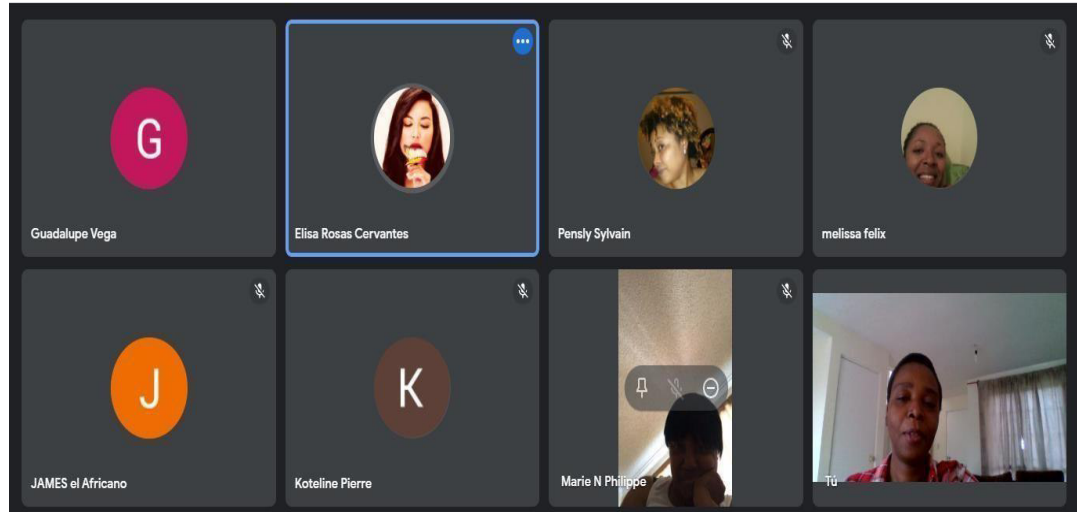 G
Guadalupe Vega
Elisa Rosas Cervantes
Pensly Sylvain
melissa felix
J
JAMES el Africano
K
Koteline Pierre
Marie N Philippe
Tú